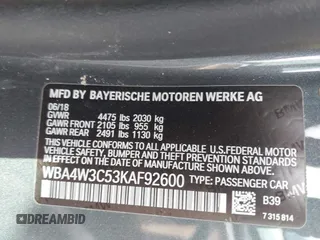 MFD BY BAYERISCHE MOTOREN WERKE AG
06/18
GVWR 4475 lbs 2030 kg
GAWR FRONT 2105 lbs 955 kg
GAWR REAR 2491 lbs 1130 kg
THIS VEHICLE CONFORMS TO ALL APPLICABLE U.S.FEDERAL MOTOR
VEHICLE SAFETY, BUMPER, AND THEFT PREVENTION STANDARDS
IN EFFECT ON THE DATE OF MANUFACTURE SHOWN ABOVE.
WBA4W3C53KAF92600 TYPE: PASSENGER CAR
B39
7 315 814
DREAMBID